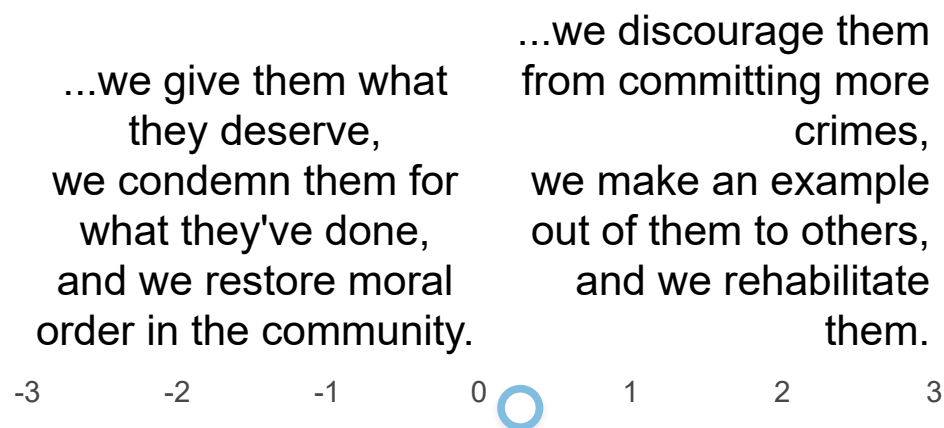 ...we give them what
they deserve,
we condemn them for
what they've done,
and we restore moral
order in the community.
...we discourage them
from committing more
crimes,
we make an example
out of them to others,
and we rehabilitate
them.
-3 -2 -1 0 1 2 3